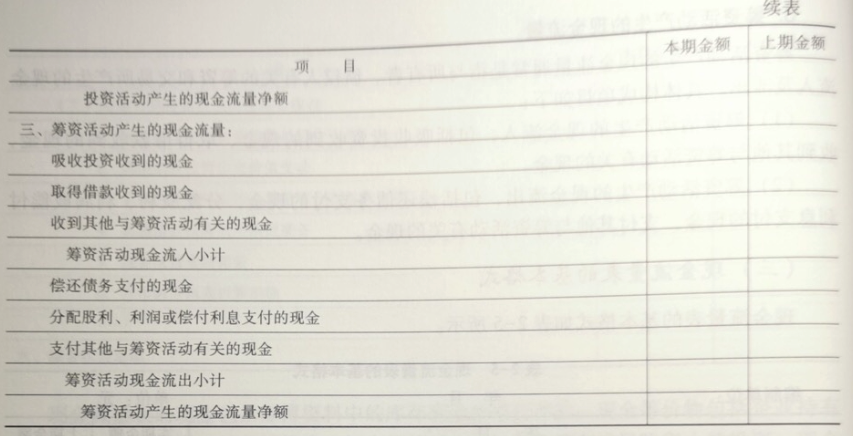 续表
项 目 本期金额 上期金额
投资活动产生的现金流量净额
三、筹资活动产生的现金流量：
吸收投资收到的现金
取得借款收到的现金
收到其他与筹资活动有关的现金
筹资活动现金流入小计
偿还债务支付的现金
分配股利、利润或偿付利息支付的现金
支付其他与筹资活动有关的现金
筹资活动现金流出小计
筹资活动产生的现金流量净额